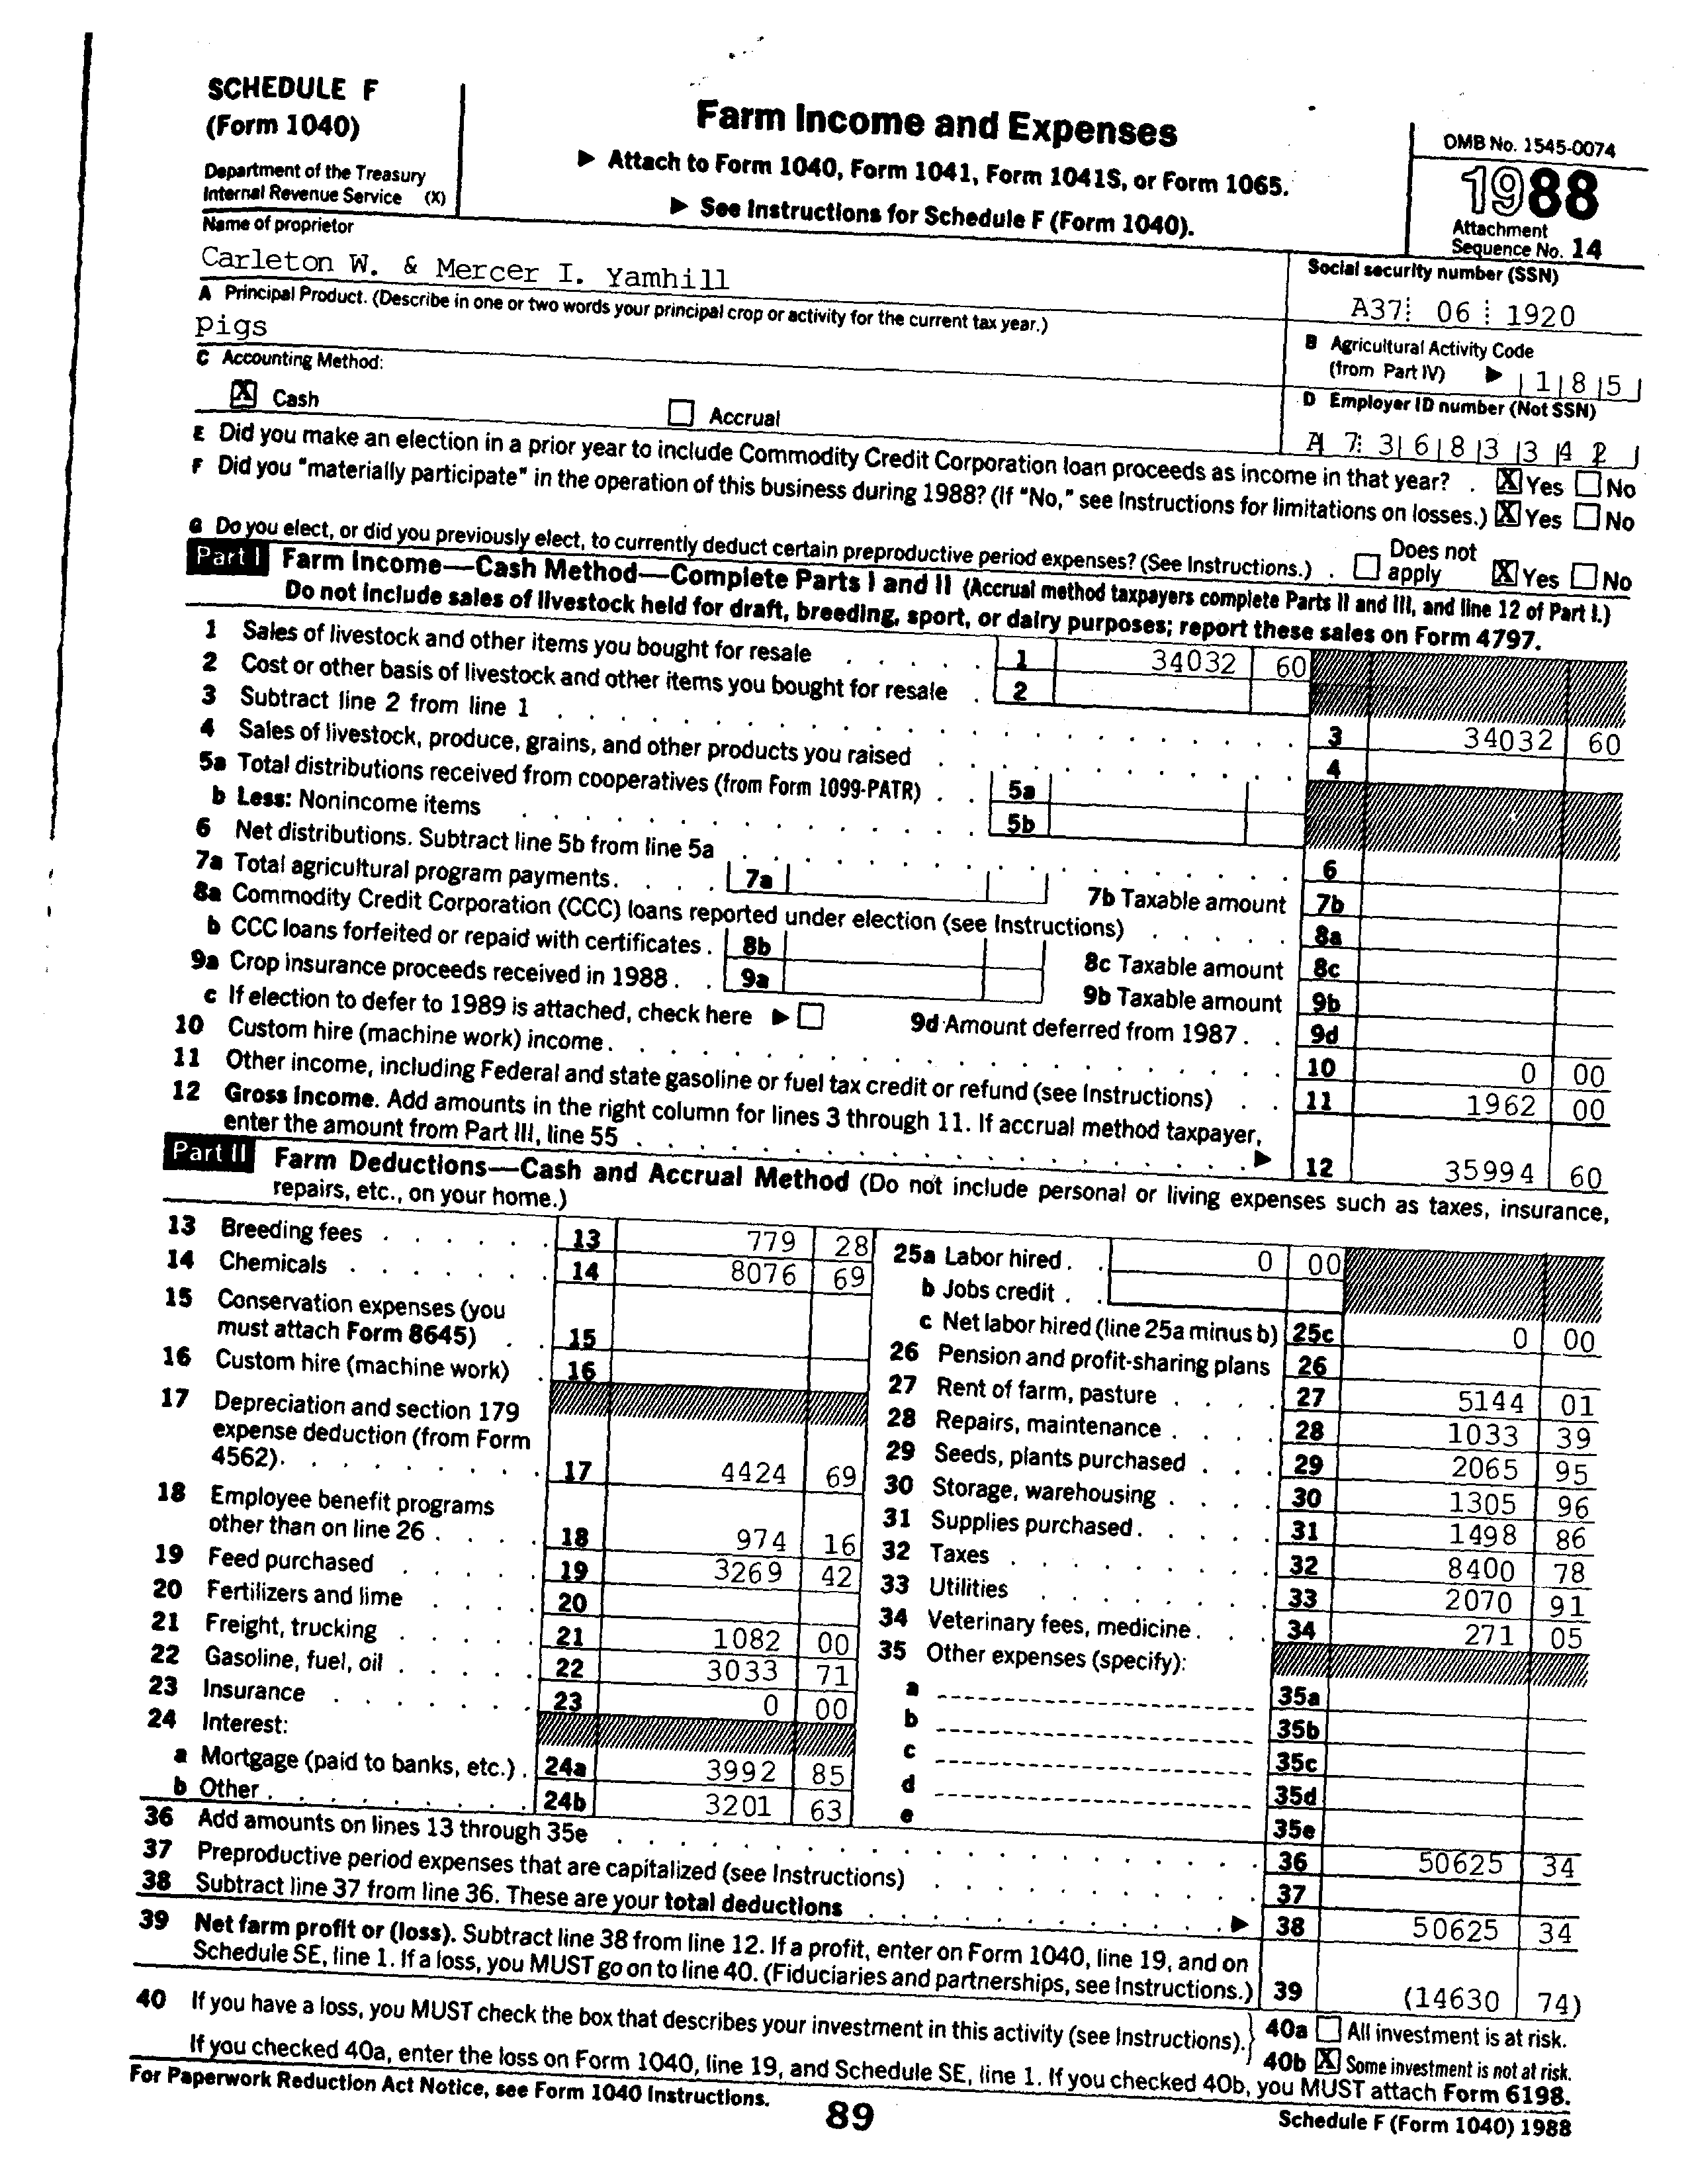 SCHEDULE F
(Form 1040)
Department of the Treasury
Internal Revenue Service (X)
Farm Income and Expenses
▶ Attach to Form 1040, Form 1041, Form 1041S, or Form 1065.
▶ See Instructions for Schedule F (Form 1040).
OMB No. 1545-0074
1988
Attachment
Sequence No. 14
Name of proprietor
Carleton W. & Mercer I. Yamhill
Social security number (SSN)
A37 06 1920
A Principal Product. (Describe in one or two words your principal crop or activity for the current tax year.)
pigs
B Agricultural Activity Code
(from Part IV) ▶ 1 8 5
C Accounting Method:
X Cash Accrual
D Employer ID number (Not SSN)
A 7 3 6 8 3 3 4 2
E Did you make an election in a prior year to include Commodity Credit Corporation loan proceeds as income in that year? . X Yes No
F Did you "materially participate" in the operation of this business during 1988? (If "No," see Instructions for limitations on losses.) X Yes No
G Do you elect, or did you previously elect, to currently deduct certain preproductive period expenses? (See Instructions.) . Does not apply X Yes No
Part I Farm Income—Cash Method—Complete Parts I and II (Accrual method taxpayers complete Parts II and III, and line 12 of Part I.)
Do not include sales of livestock held for draft, breeding, sport, or dairy purposes; report these sales on Form 4797.
1 Sales of livestock and other items you bought for resale 1 34032 60
2 Cost or other basis of livestock and other items you bought for resale 2
3 Subtract line 2 from line 1 3 34032 60
4 Sales of livestock, produce, grains, and other products you raised 4
5a Total distributions received from cooperatives (from Form 1099-PATR) 5a
b Less: Nonincome items 5b
6 Net distributions. Subtract line 5b from line 5a 6
7a Total agricultural program payments. 7a 7b Taxable amount 7b
8a Commodity Credit Corporation (CCC) loans reported under election (see Instructions) 8a
b CCC loans forfeited or repaid with certificates. 8b 8c Taxable amount 8c
9a Crop insurance proceeds received in 1988. 9a 9b Taxable amount 9b
c If election to defer to 1989 is attached, check here ▶ 9d Amount deferred from 1987. 9d
10 Custom hire (machine work) income. 10 0 00
11 Other income, including Federal and state gasoline or fuel tax credit or refund (see Instructions) 11 1962 00
12 Gross Income. Add amounts in the right column for lines 3 through 11. If accrual method taxpayer,
enter the amount from Part III, line 55 ▶ 12 35994 60
Part II Farm Deductions—Cash and Accrual Method (Do not include personal or living expenses such as taxes, insurance,
repairs, etc., on your home.)
13 Breeding fees 13 779 28
14 Chemicals 14 8076 69
15 Conservation expenses (you
must attach Form 8645) 15
16 Custom hire (machine work) 16
17 Depreciation and section 179
expense deduction (from Form
4562). 17 4424 69
18 Employee benefit programs
other than on line 26 18 974 16
19 Feed purchased 19 3269 42
20 Fertilizers and lime 20
21 Freight, trucking 21 1082 00
22 Gasoline, fuel, oil 22 3033 71
23 Insurance 23 0 00
24 Interest:
a Mortgage (paid to banks, etc.) 24a 3992 85
b Other 24b 3201 63
25a Labor hired. 0 00
b Jobs credit
c Net labor hired (line 25a minus b) 25c 0 00
26 Pension and profit-sharing plans 26
27 Rent of farm, pasture 27 5144 01
28 Repairs, maintenance 28 1033 39
29 Seeds, plants purchased 29 2065 95
30 Storage, warehousing 30 1305 96
31 Supplies purchased. 31 1498 86
32 Taxes 32 8400 78
33 Utilities 33 2070 91
34 Veterinary fees, medicine. 34 271 05
35 Other expenses (specify):
a 35a
b 35b
c 35c
d 35d
e 35e
36 Add amounts on lines 13 through 35e 36 50625 34
37 Preproductive period expenses that are capitalized (see Instructions) 37
38 Subtract line 37 from line 36. These are your total deductions ▶ 38 50625 34
39 Net farm profit or (loss). Subtract line 38 from line 12. If a profit, enter on Form 1040, line 19, and on
Schedule SE, line 1. If a loss, you MUST go on to line 40. (Fiduciaries and partnerships, see Instructions.) 39 (14630 74)
40 If you have a loss, you MUST check the box that describes your investment in this activity (see Instructions). 40a All investment is at risk.
40b X Some investment is not at risk.
If you checked 40a, enter the loss on Form 1040, line 19, and Schedule SE, line 1. If you checked 40b, you MUST attach Form 6198.
For Paperwork Reduction Act Notice, see Form 1040 Instructions.
89
Schedule F (Form 1040) 1988